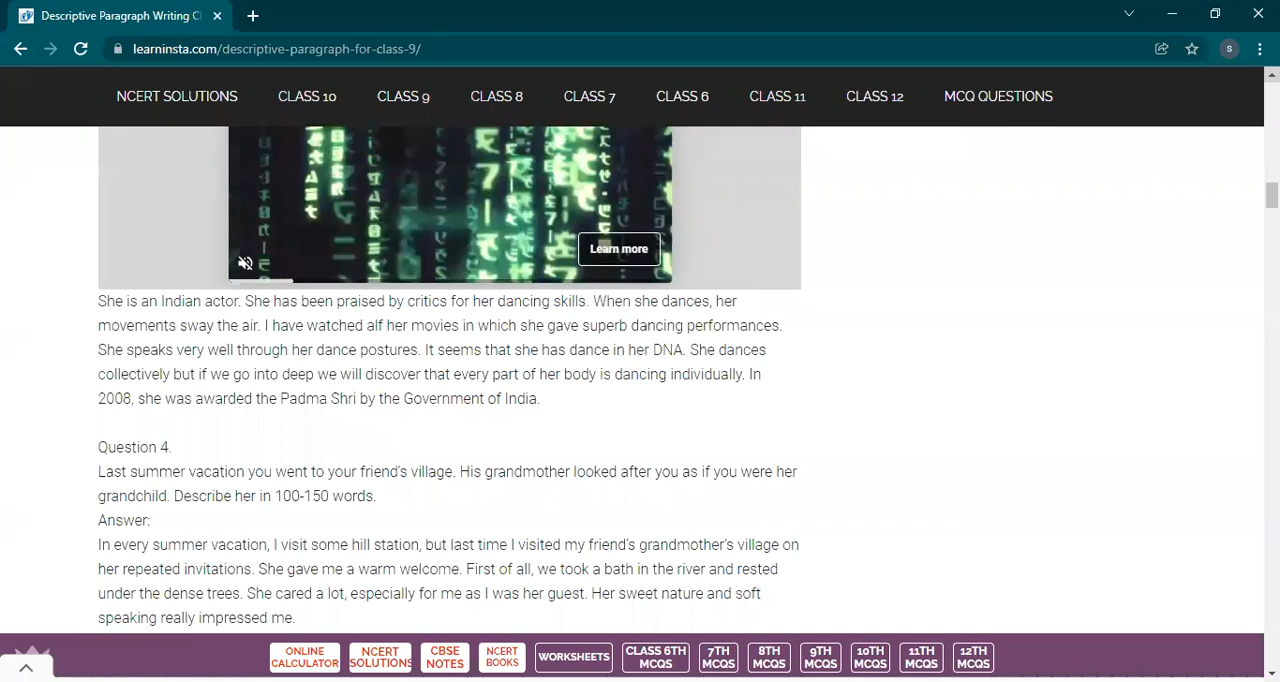 Descriptive Paragraph Writing Cl
learninsta.com/descriptive-paragraph-for-class-9/
S
NCERT SOLUTIONS CLASS 10 CLASS 9 CLASS 8 CLASS 7 CLASS 6 CLASS 11 CLASS 12 MCQ QUESTIONS
Learn more
She is an Indian actor. She has been praised by critics for her dancing skills. When she dances, her
movements sway the air. I have watched alf her movies in which she gave superb dancing performances.
She speaks very well through her dance postures. It seems that she has dance in her DNA. She dances
collectively but if we go into deep we will discover that every part of her body is dancing individually. In
2008, she was awarded the Padma Shri by the Government of India.
Question 4.
Last summer vacation you went to your friend's village. His grandmother looked after you as if you were her
grandchild. Describe her in 100-150 words.
Answer:
In every summer vacation, I visit some hill station, but last time I visited my friend's grandmother's village on
her repeated invitations. She gave me a warm welcome. First of all, we took a bath in the river and rested
under the dense trees. She cared a lot, especially for me as I was her guest. Her sweet nature and soft
speaking really impressed me.
ONLINE CALCULATOR NCERT SOLUTIONS CBSE NOTES NCERT BOOKS WORKSHEETS CLASS 6TH MCQS 7TH MCQS 8TH MCQS 9TH MCQS 10TH MCQS 11TH MCQS 12TH MCQS